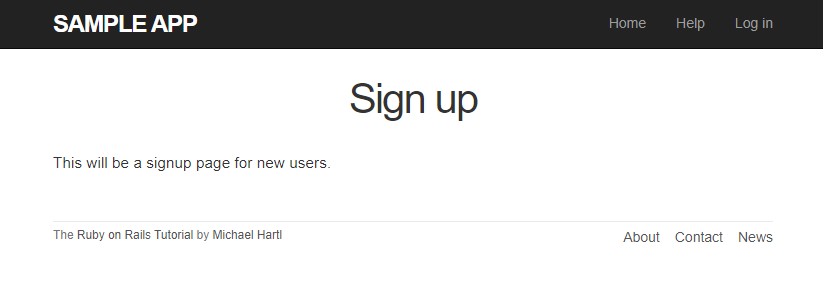 SAMPLE APP Home Help Log in
Sign up
This will be a signup page for new users.
The Ruby on Rails Tutorial by Michael Hartl About Contact News